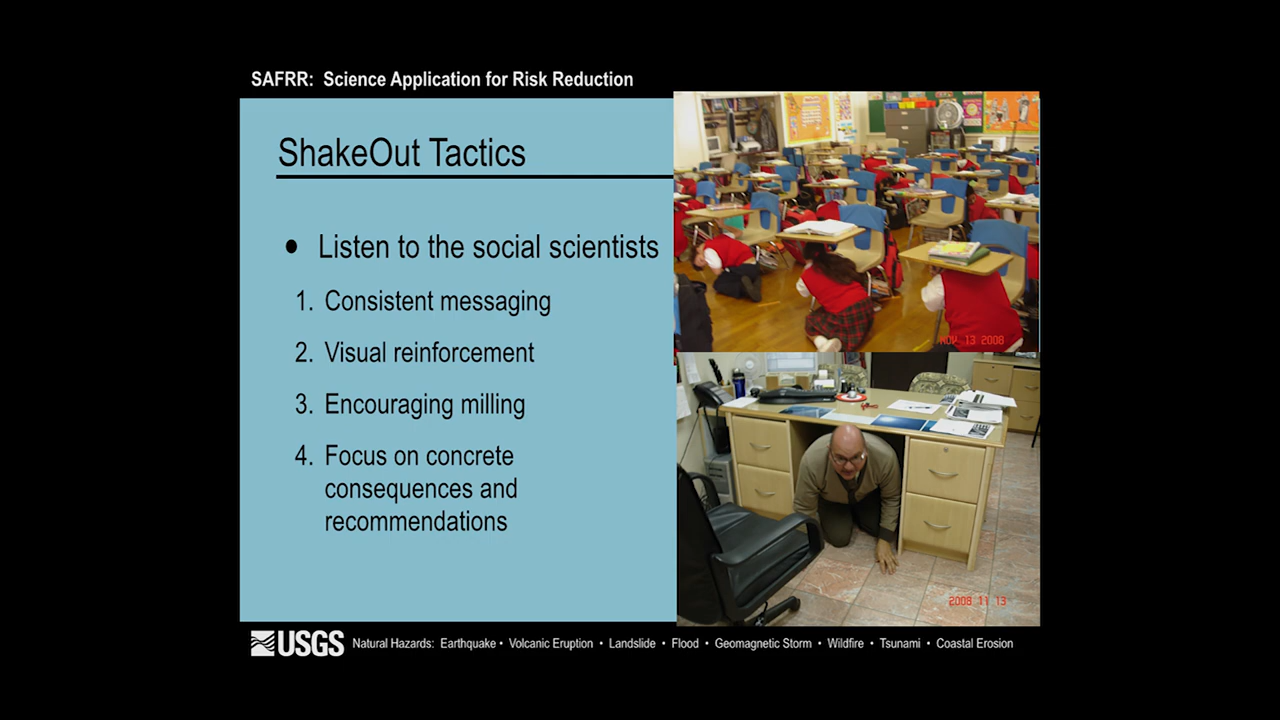 SAFRR: Science Application for Risk Reduction
ShakeOut Tactics
• Listen to the social scientists
1. Consistent messaging
2. Visual reinforcement
3. Encouraging milling
4. Focus on concrete
consequences and
recommendations
NOV 13 2008
2008 11 13
USGS
Natural Hazards: Earthquake • Volcanic Eruption • Landslide • Flood • Geomagnetic Storm • Wildfire • Tsunami • Coastal Erosion